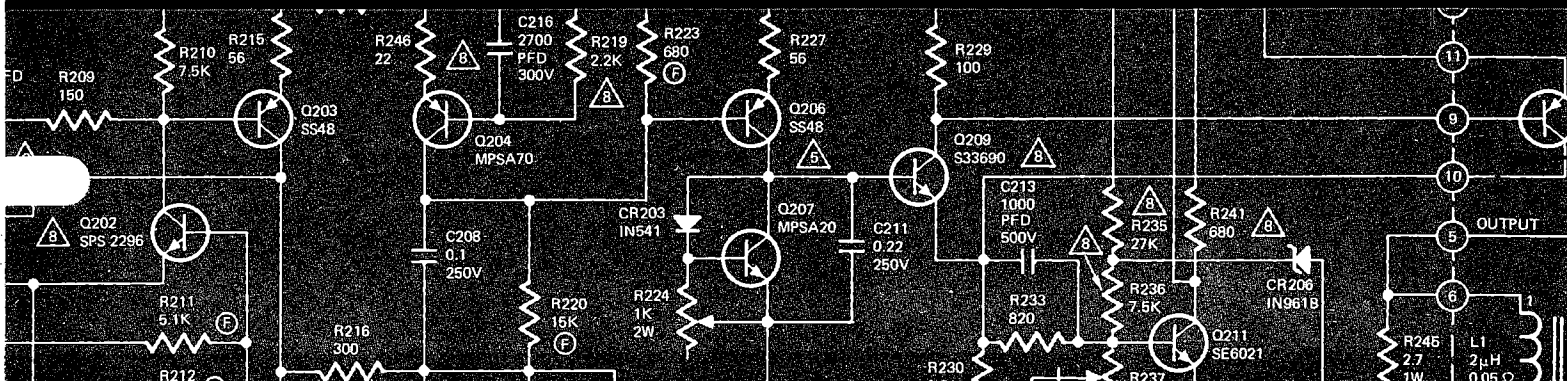 FD
R209
150
R210
7.5K
R215
56
Q203
SS48
R246
22
8
C216
2700
PFD
300V
R219
2.2K
8
R223
680
F
Q204
MPSA70
R227
56
Q206
SS48
5
R229
100
Q209
S33690
8
11
9
10
8
Q202
SPS 2296
R211
5.1K
F
R212
R216
300
C208
0.1
250V
R220
15K
F
CR203
IN541
R224
1K
2W
Q207
MPSA20
C211
0.22
250V
C213
1000
PFD
500V
R233
820
R230
8
8
R235
27K
R236
7.5K
R237
R241
680
8
CR206
IN961B
Q211
SE6021
5
OUTPUT
6
R245
2.7
1W
1
L1
2μH
0.05 Ω